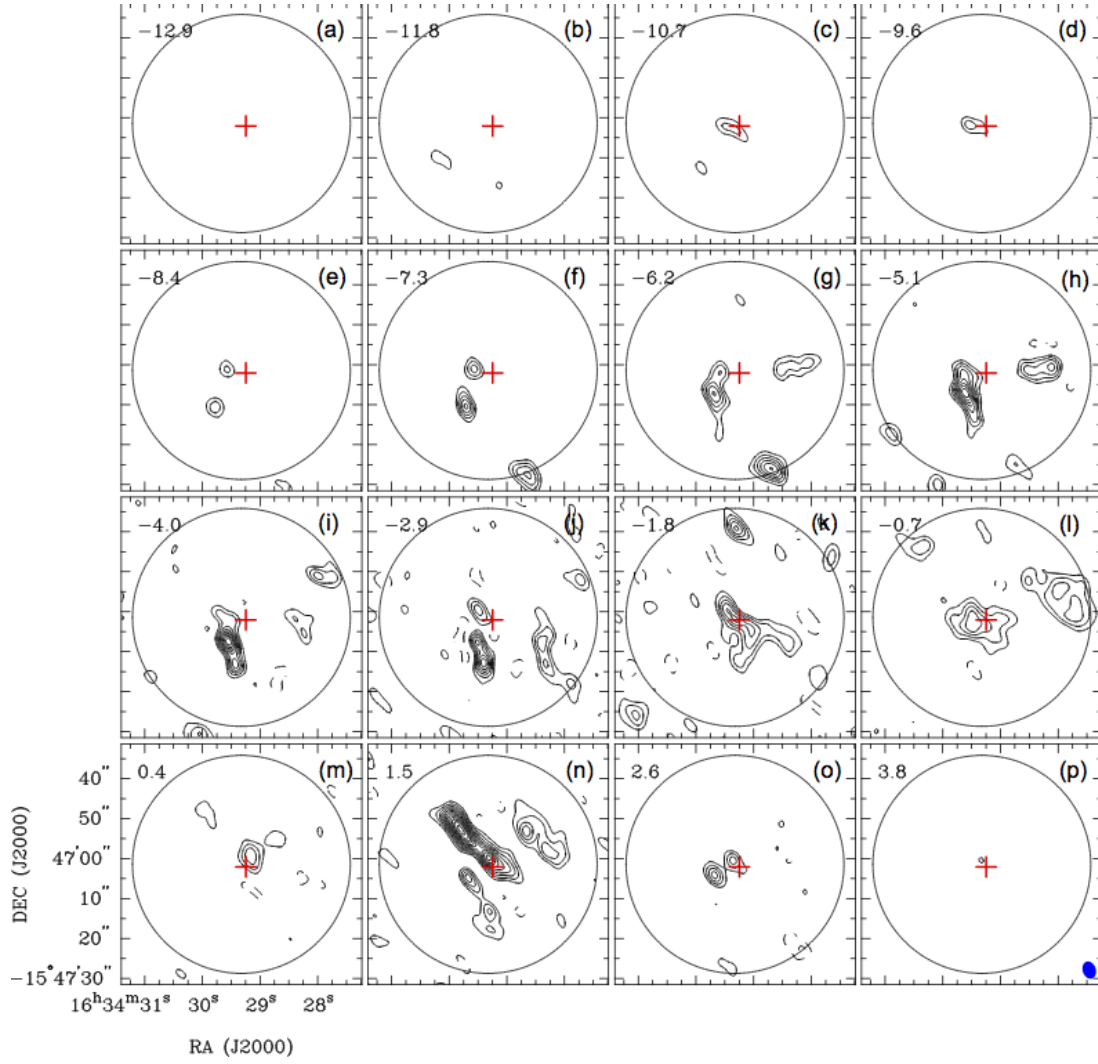 −12.9 (a) −11.8 (b) −10.7 (c) −9.6 (d)
−8.4 (e) −7.3 (f) −6.2 (g) −5.1 (h)
−4.0 (i) −2.9 (j) −1.8 (k) −0.7 (l)
0.4 (m) 1.5 (n) 2.6 (o) 3.8 (p)
40″
50″
47′00″
10″
20″
−15°47′30″
DEC (J2000)
16ʰ34ᵐ31ˢ 30ˢ 29ˢ 28ˢ
RA (J2000)